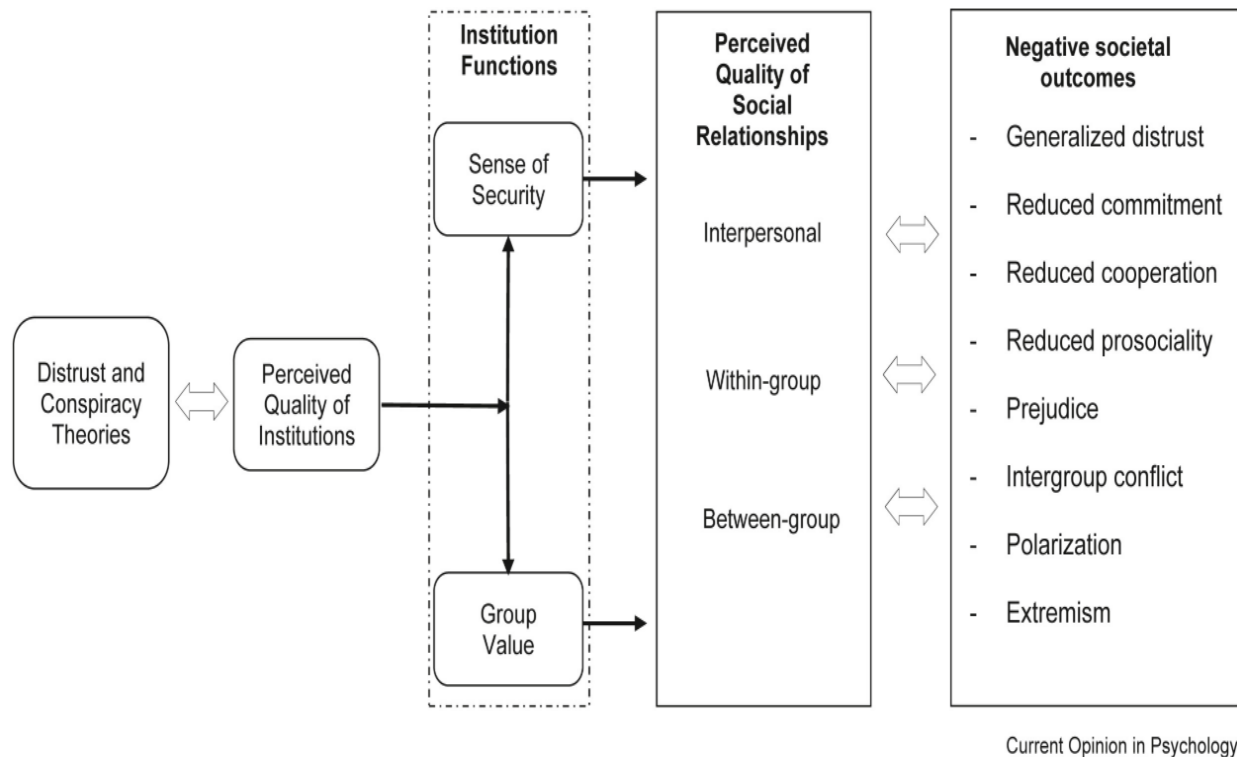 Distrust and
Conspiracy
Theories
Perceived
Quality of
Institutions
Institution
Functions
Sense of
Security
Group
Value
Perceived
Quality of
Social
Relationships
Interpersonal
Within-group
Between-group
Negative societal
outcomes
- Generalized distrust
- Reduced commitment
- Reduced cooperation
- Reduced prosociality
- Prejudice
- Intergroup conflict
- Polarization
- Extremism
Current Opinion in Psychology